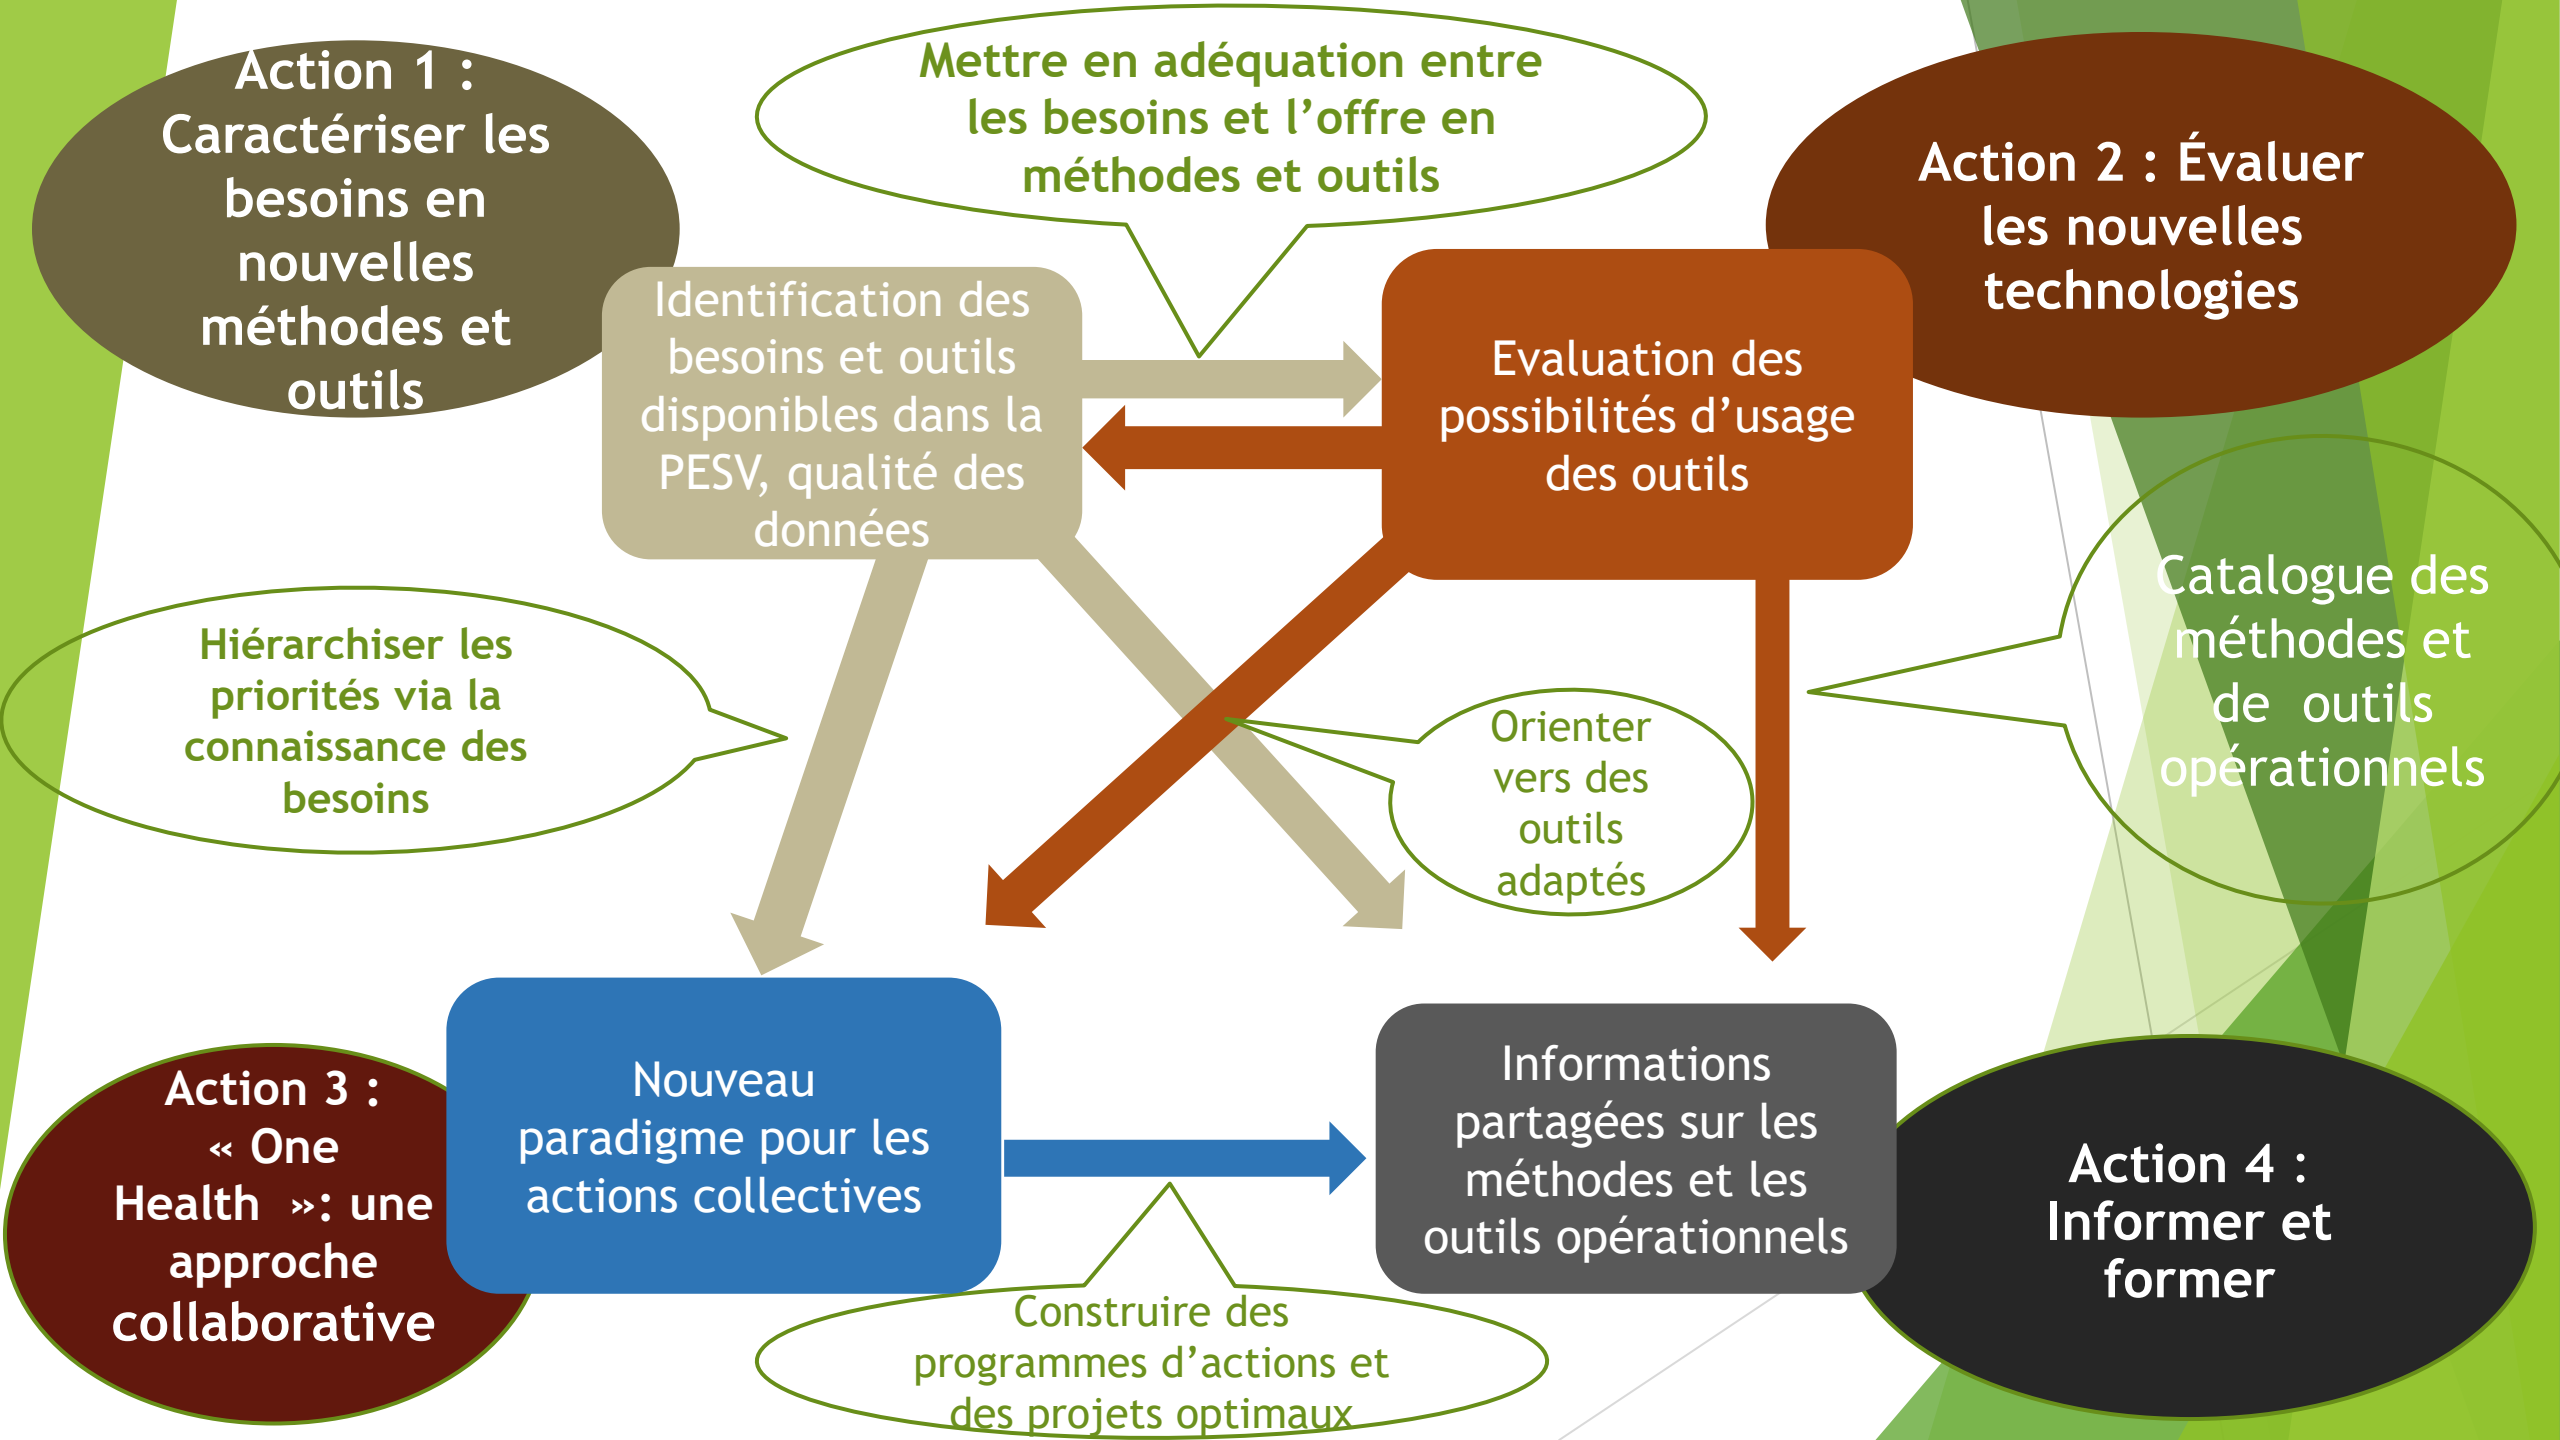 Action 1 :
Caractériser les
besoins en
nouvelles
méthodes et
outils
Mettre en adéquation entre
les besoins et l’offre en
méthodes et outils
Action 2 : Évaluer
les nouvelles
technologies
Identification des
besoins et outils
disponibles dans la
PESV, qualité des
données
Evaluation des
possibilités d’usage
des outils
Hiérarchiser les
priorités via la
connaissance des
besoins
Orienter
vers des
outils
adaptés
Catalogue des
méthodes et
de  outils
opérationnels
Action 3 :
« One
Health  »: une
approche
collaborative
Nouveau
paradigme pour les
actions collectives
Informations
partagées sur les
méthodes et les
outils opérationnels
Action 4 :
Informer et
former
Construire des
programmes d’actions et
des projets optimaux